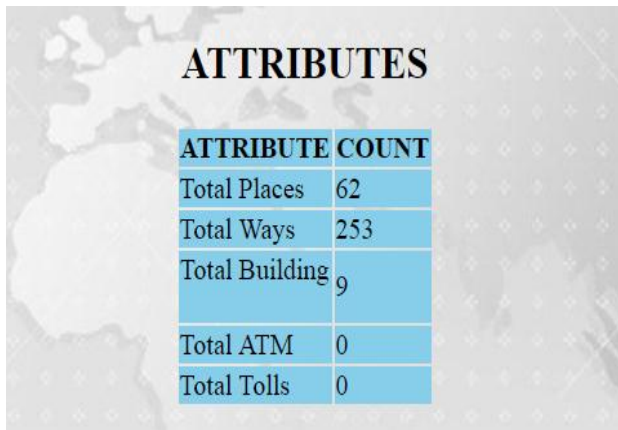 ATTRIBUTES
ATTRIBUTE COUNT
Total Places 62
Total Ways 253
Total Building 9
Total ATM 0
Total Tolls 0